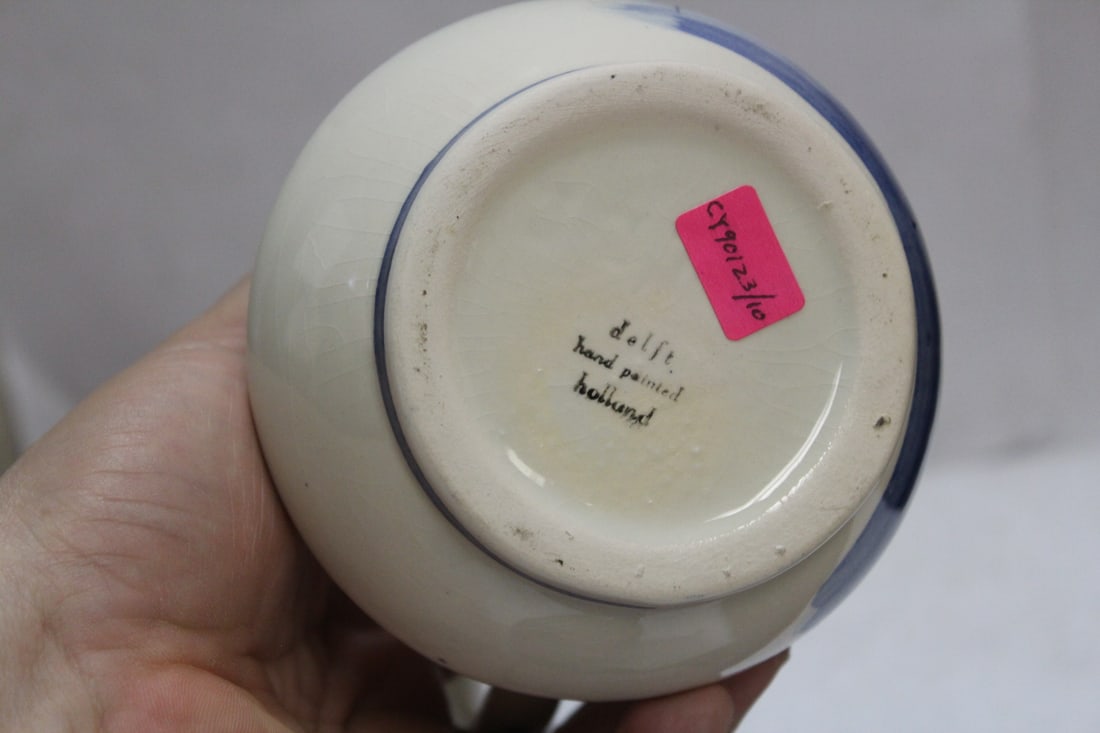 CY90123/10
delft.
hand painted
holland